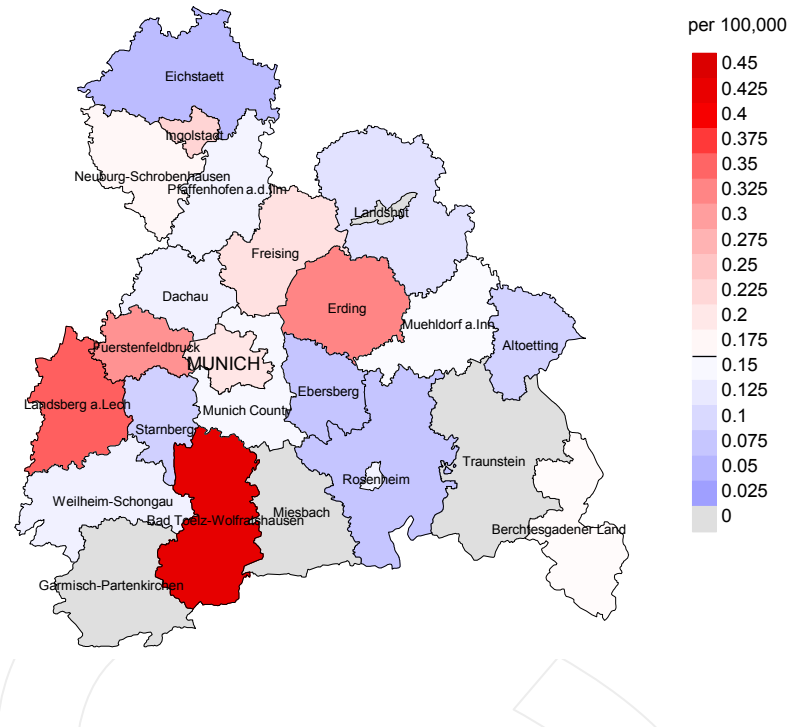 per 100,000
0.45
0.425
0.4
0.375
0.35
0.325
0.3
0.275
0.25
0.225
0.2
0.175
0.15
0.125
0.1
0.075
0.05
0.025
0
Eichstaett
Ingolstadt
Neuburg-Schrobenhausen
Pfaffenhofen a.d.Ilm
Landshut
Freising
Dachau
Erding
Muehldorf a.Inn
Altoetting
Fuerstenfeldbruck
MUNICH
Ebersberg
Landsberg a.Lech
Munich County
Starnberg
Traunstein
Rosenheim
Weilheim-Schongau
Miesbach
Bad Toelz-Wolfratshausen
Berchtesgadener Land
Garmisch-Partenkirchen